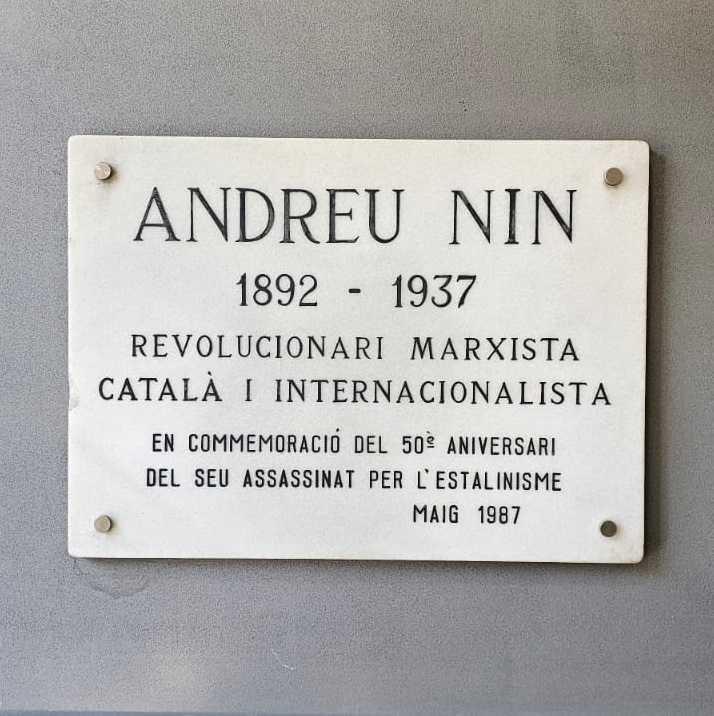 ANDREU NIN
1892 - 1937
REVOLUCIONARI MARXISTA
CATALÀ I INTERNACIONALISTA
EN COMMEMORACIÓ DEL 50è ANIVERSARI
DEL SEU ASSASSINAT PER L'ESTALINISME
MAIG 1987